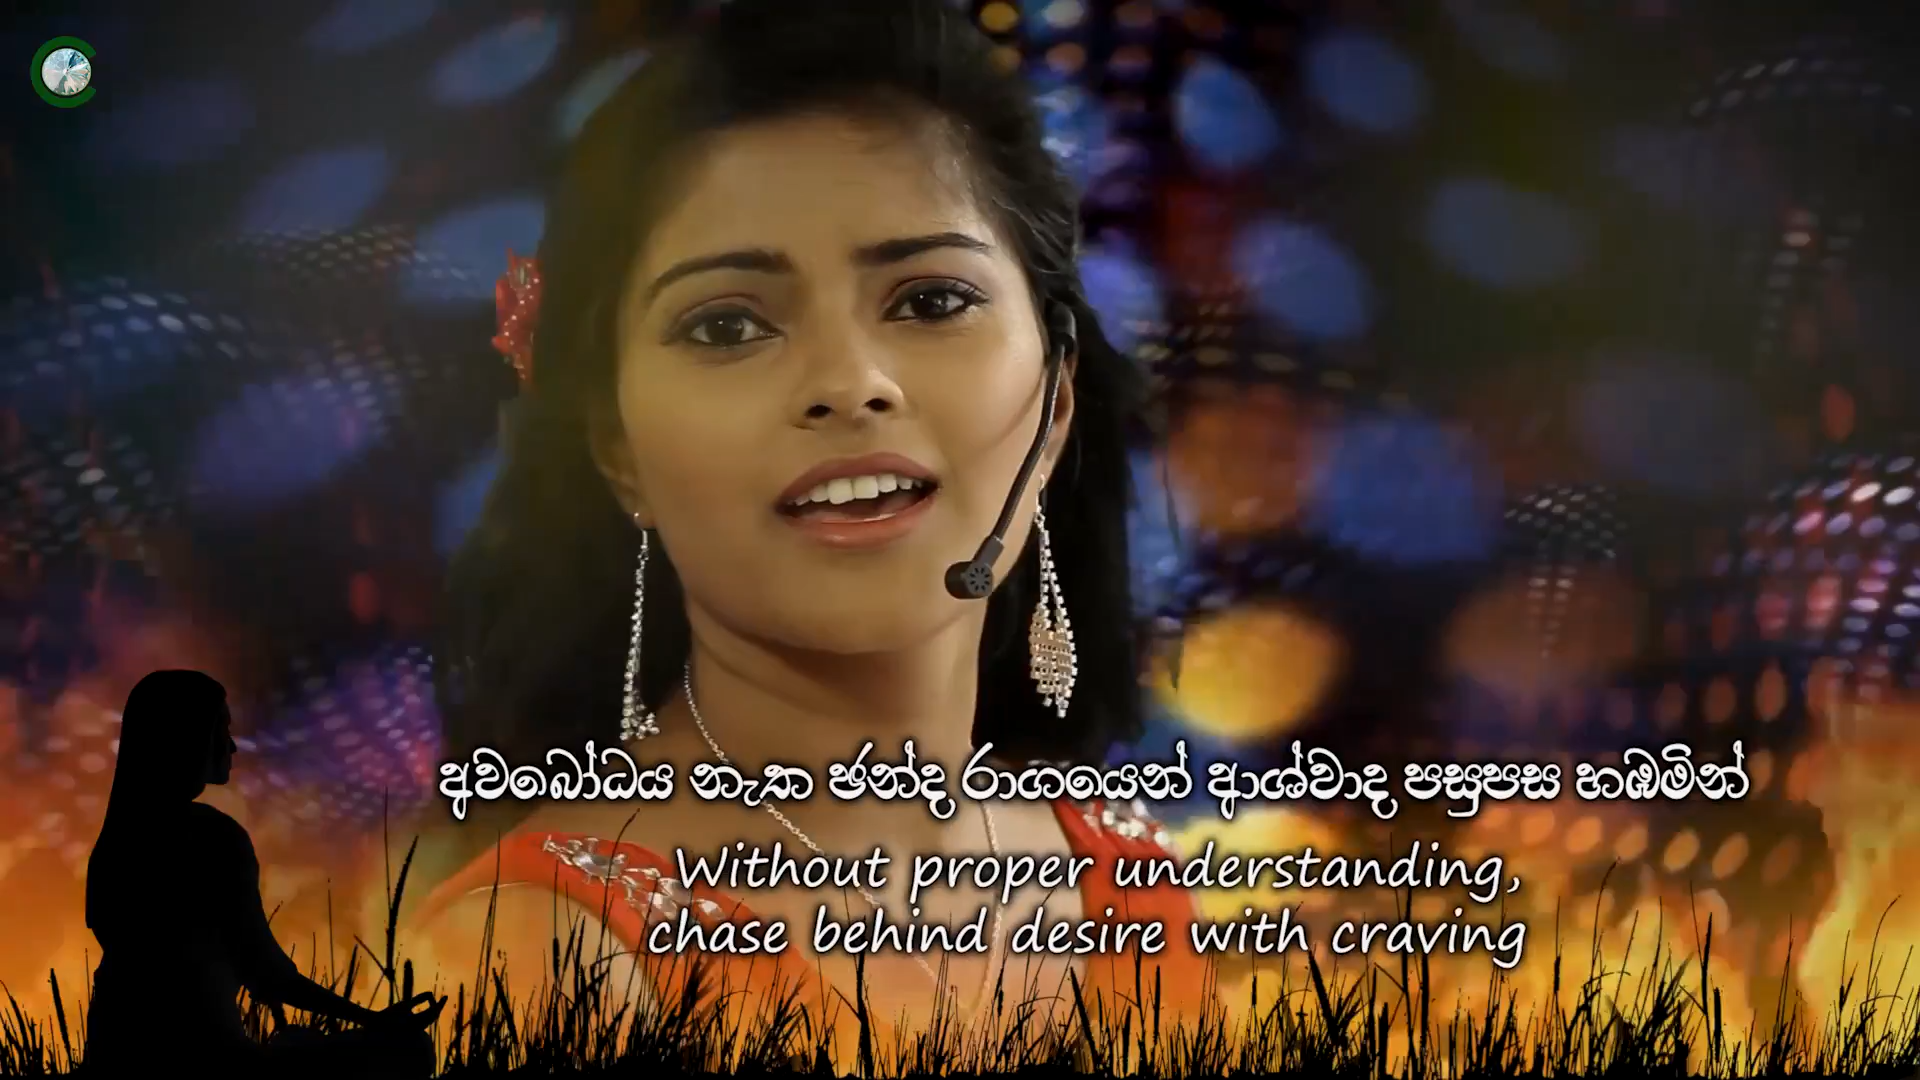 අවබෝධය නැත ඡන්ද රාගයෙන් ආශ්වාද පසුපස හඹමින්
Without proper understanding,
chase behind desire with craving